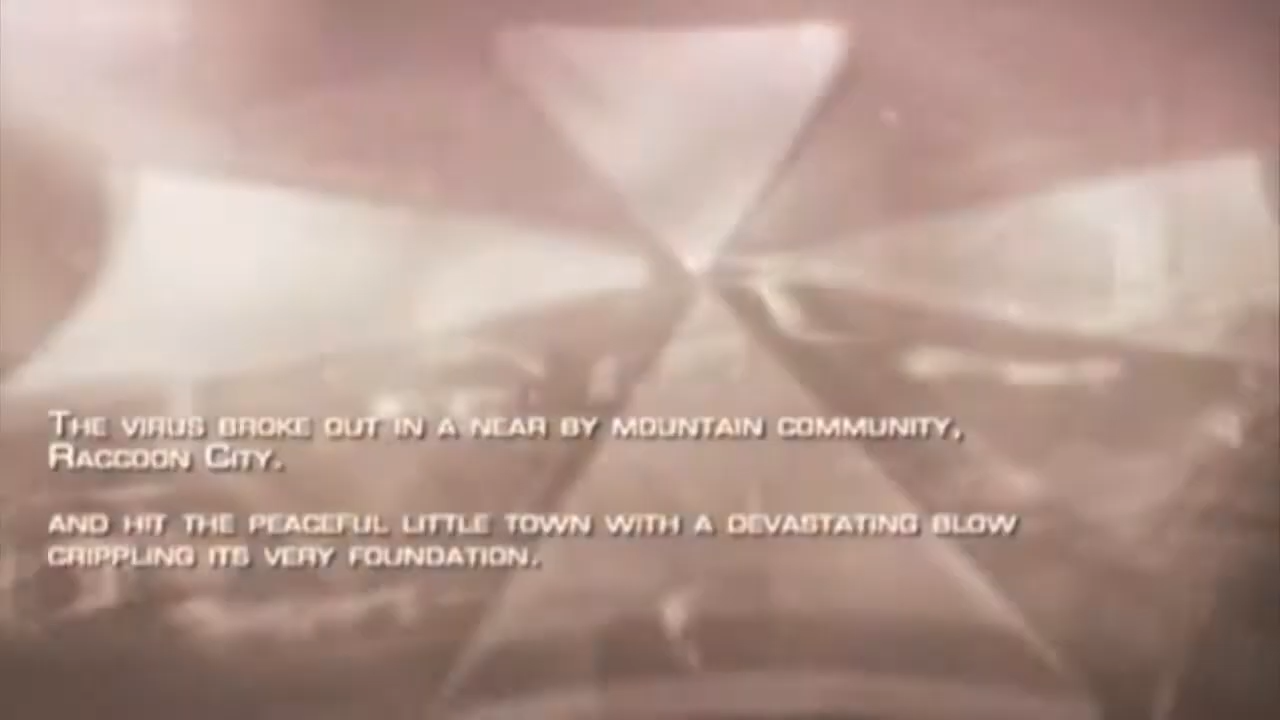 The virus broke out in a near by mountain community,
Raccoon City.
and hit the peaceful little town with a devastating blow
crippling its very foundation.